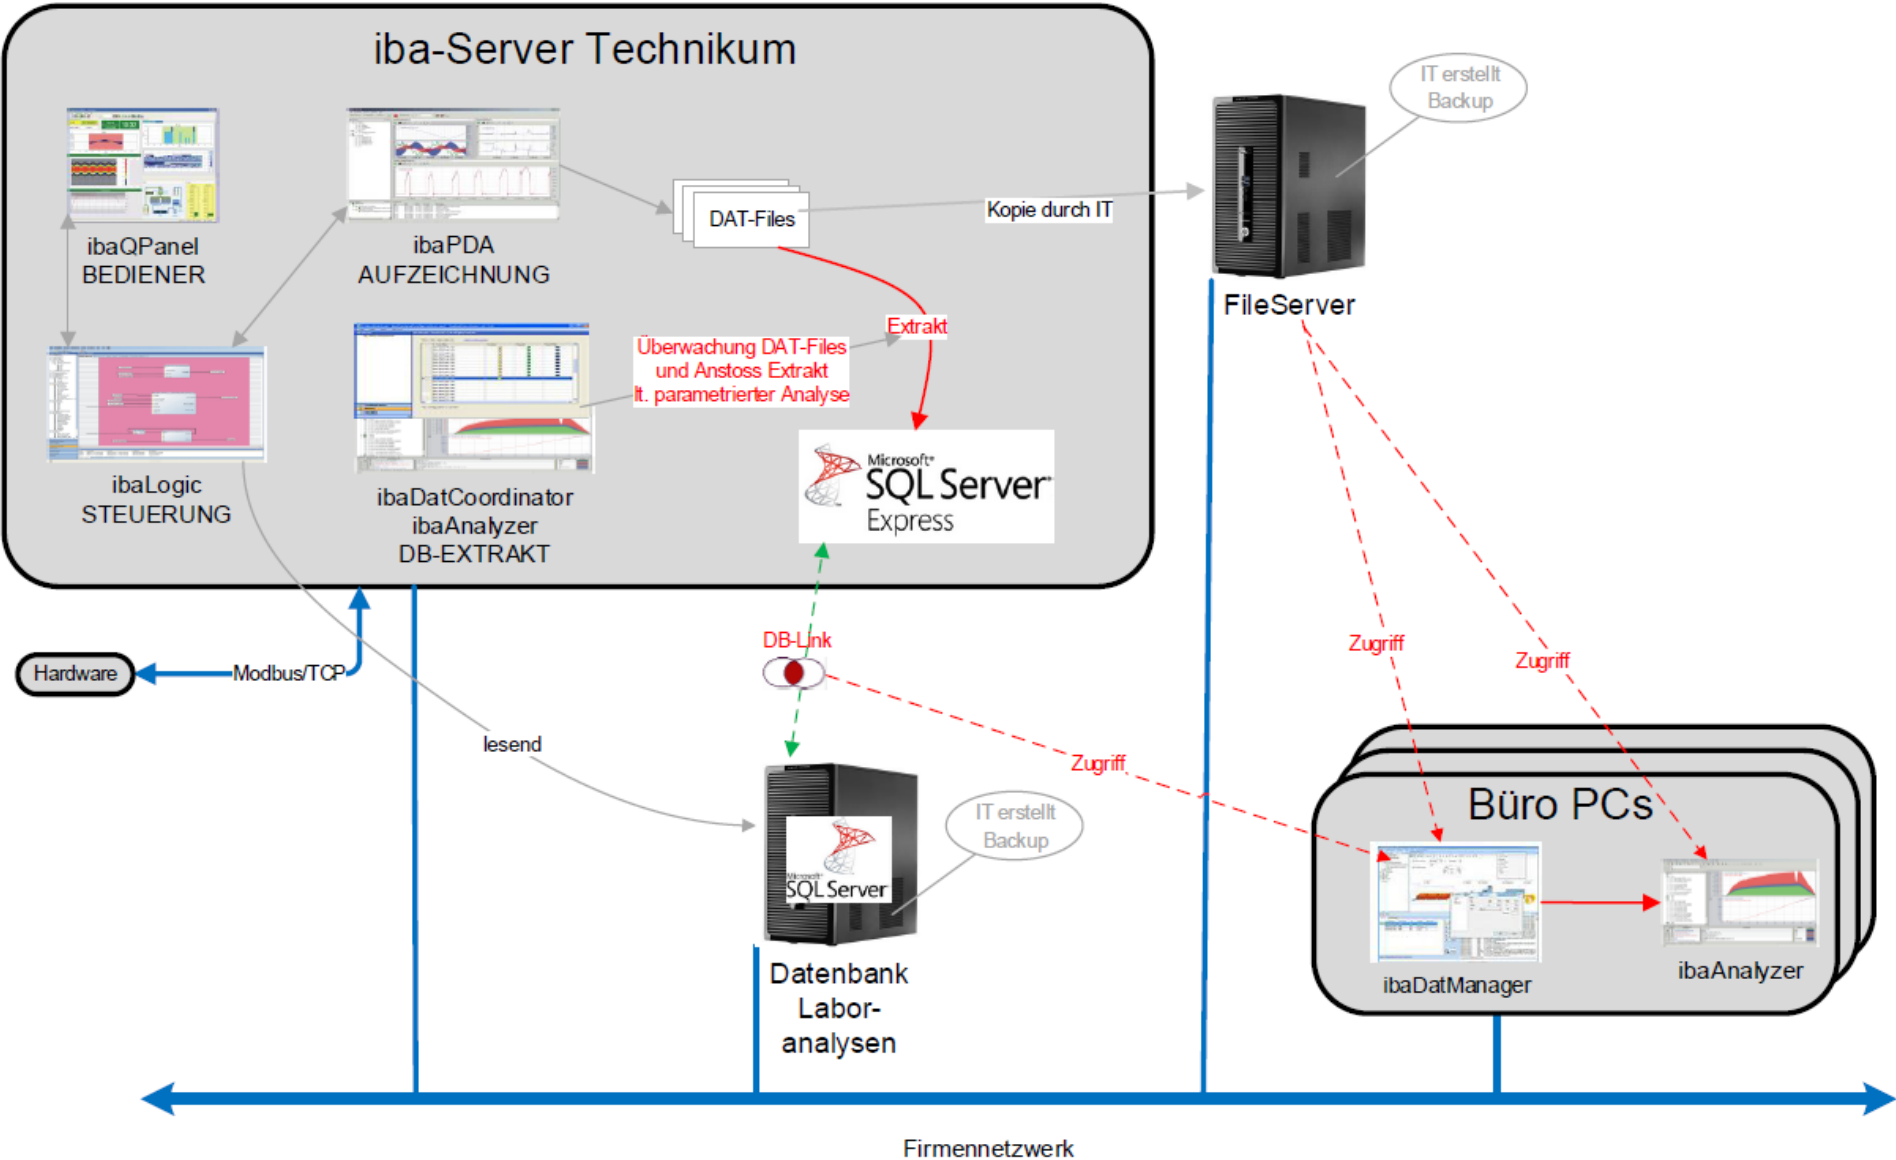 iba-Server Technikum
IT erstellt
Backup
DAT-Files
Kopie durch IT
ibaQPanel
BEDIENER
ibaPDA
AUFZEICHNUNG
FileServer
Extrakt
Überwachung DAT-Files
und Anstoss Extrakt
lt. parametrierter Analyse
Microsoft®
SQL Server®
Express
ibaLogic
STEUERUNG
ibaDatCoordinator
ibaAnalyzer
DB-EXTRAKT
DB-Link
Zugriff
Zugriff
Hardware
Modbus/TCP
lesend
Zugriff
Büro PCs
IT erstellt
Backup
Microsoft®
SQL Server
Datenbank
Labor-
analysen
ibaDatManager
ibaAnalyzer
Firmennetzwerk